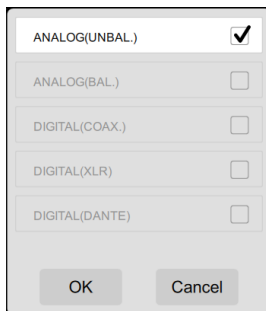 ANALOG(UNBAL.)
ANALOG(BAL.)
DIGITAL(COAX.)
DIGITAL(XLR)
DIGITAL(DANTE)
OK Cancel